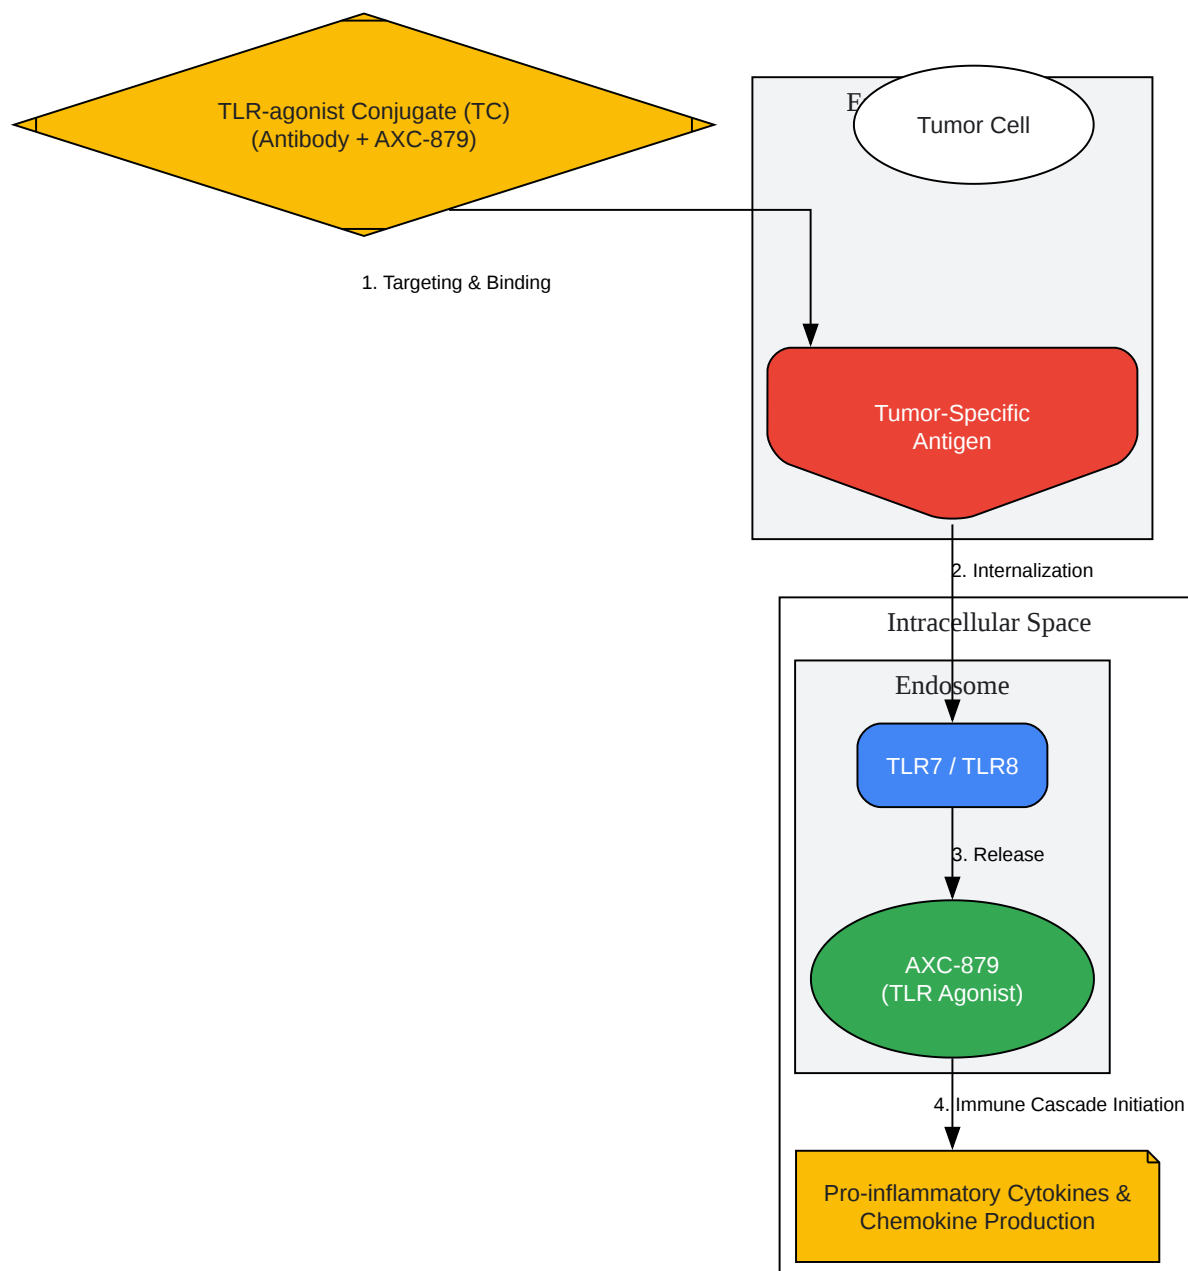 TLR-agonist Conjugate (TC)
(Antibody + AXC-879)
Tumor Cell
1. Targeting & Binding
Tumor-Specific
Antigen
2. Internalization
Intracellular Space
Endosome
TLR7 / TLR8
3. Release
AXC-879
(TLR Agonist)
4. Immune Cascade Initiation
Pro-inflammatory Cytokines &
Chemokine Production